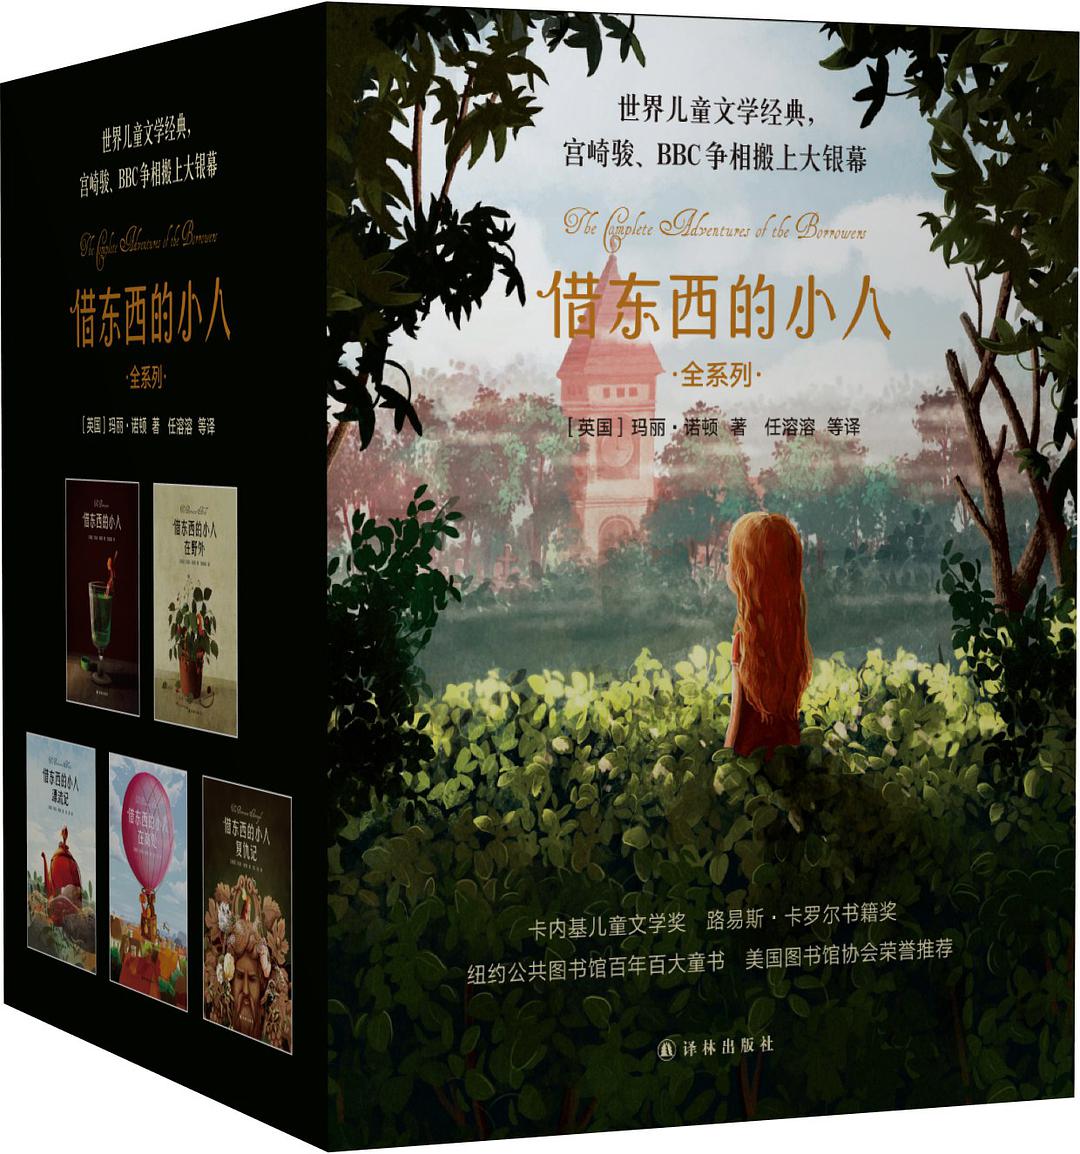 世界儿童文学经典，
宫崎骏、BBC争相搬上大银幕
The Complete Adventures of the Borrowers
借东西的小人
·全系列·
［英国］玛丽·诺顿 著 任溶溶 等译
借东西的小人
借东西的小人
在野外
借东西的小人
漂流记
借东西的小人
在高处
借东西的小人
复仇记
世界儿童文学经典，
宫崎骏、BBC争相搬上大银幕
The Complete Adventures of the Borrowers
借东西的小人
·全系列·
［英国］玛丽·诺顿 著 任溶溶 等译
卡内基儿童文学奖 路易斯·卡罗尔书籍奖
纽约公共图书馆百年百大童书 美国图书馆协会荣誉推荐
译林出版社